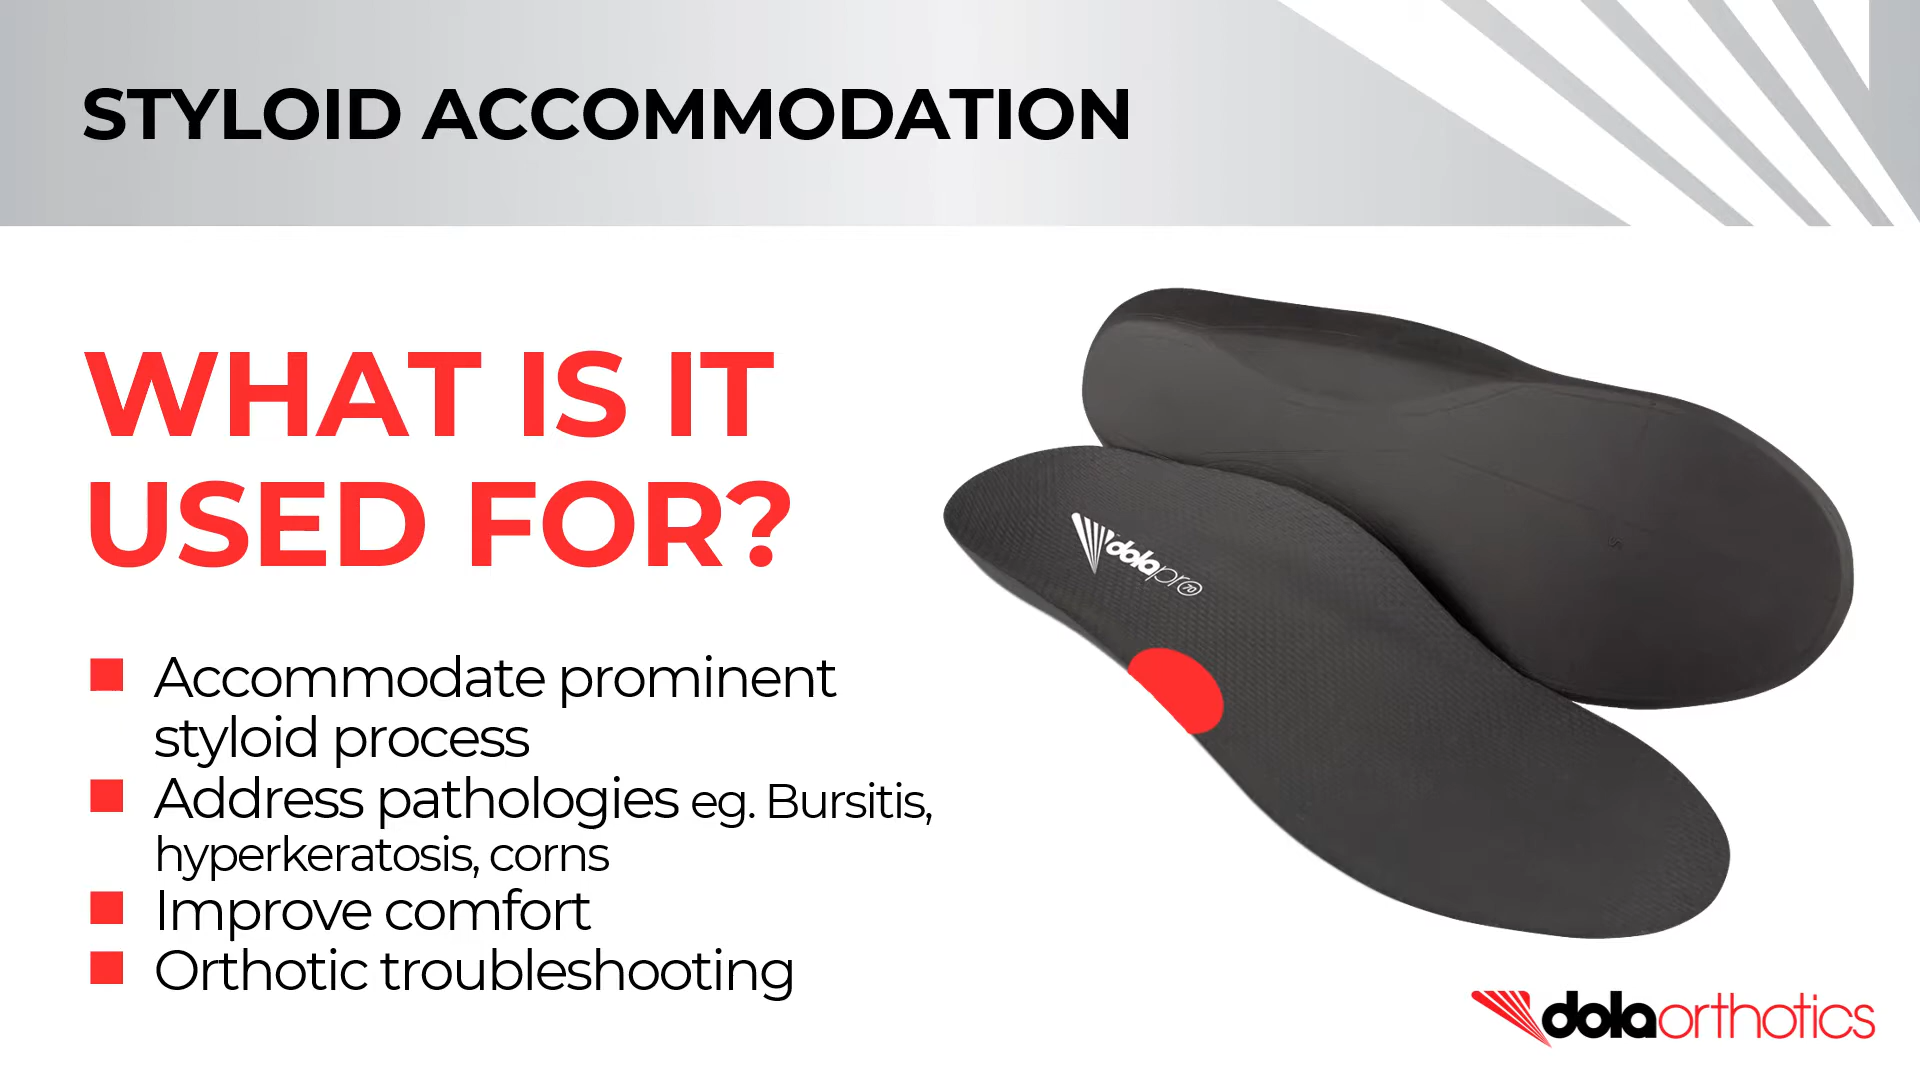 STYLOID ACCOMMODATION
WHAT IS IT
USED FOR?
Accommodate prominent
styloid process
Address pathologies eg. Bursitis,
hyperkeratosis, corns
Improve comfort
Orthotic troubleshooting
dolapro 70
dolaorthotics